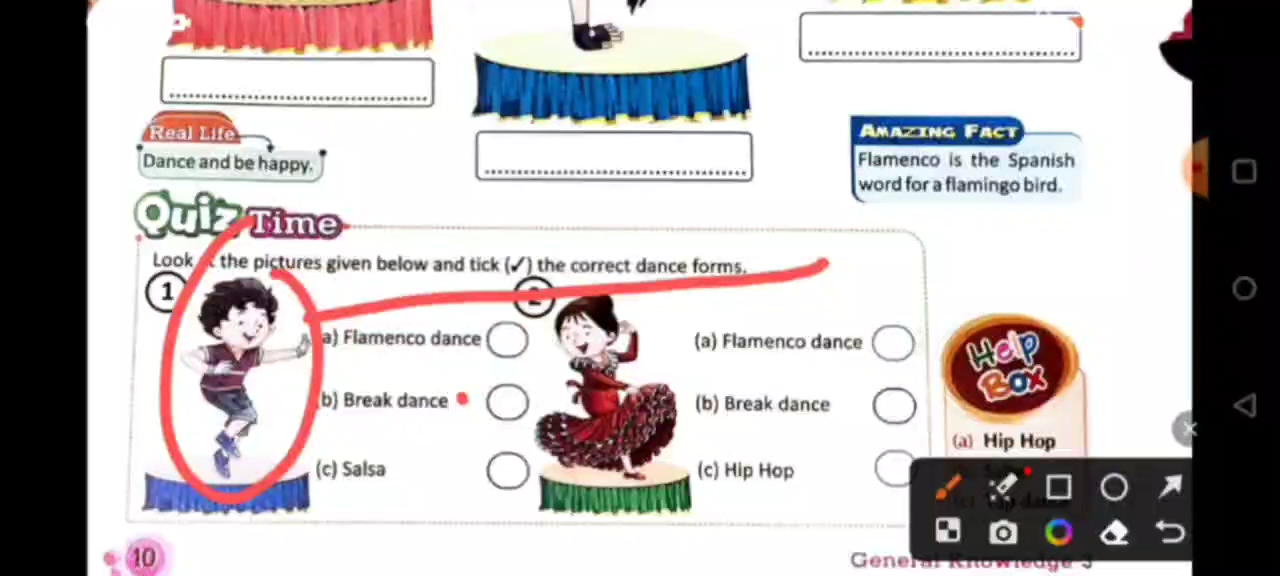 Real Life
Dance and be happy.
AMAZING FACT
Flamenco is the Spanish
word for a flamingo bird.
Quiz Time
Look the pictures given below and tick (✓) the correct dance forms.
1
(a) Flamenco dance
(b) Break dance
(c) Salsa
2
(a) Flamenco dance
(b) Break dance
(c) Hip Hop
Help
Box
(a) Hip Hop
10
General Knowledge-3